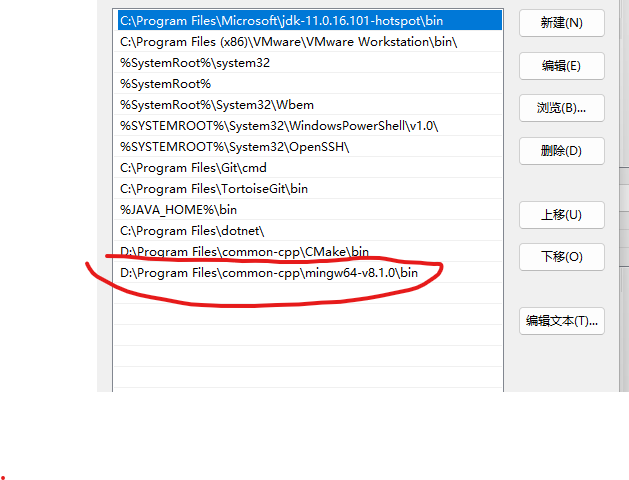 C:\Program Files\Microsoft\jdk-11.0.16.101-hotspot\bin
C:\Program Files (x86)\VMware\VMware Workstation\bin\
%SystemRoot%\system32
%SystemRoot%
%SystemRoot%\System32\Wbem
%SYSTEMROOT%\System32\WindowsPowerShell\v1.0\
%SYSTEMROOT%\System32\OpenSSH\
C:\Program Files\Git\cmd
C:\Program Files\TortoiseGit\bin
%JAVA_HOME%\bin
C:\Program Files\dotnet\
D:\Program Files\common-cpp\CMake\bin
D:\Program Files\common-cpp\mingw64-v8.1.0\bin
新建(N)
编辑(E)
浏览(B)...
删除(D)
上移(U)
下移(O)
编辑文本(T)...